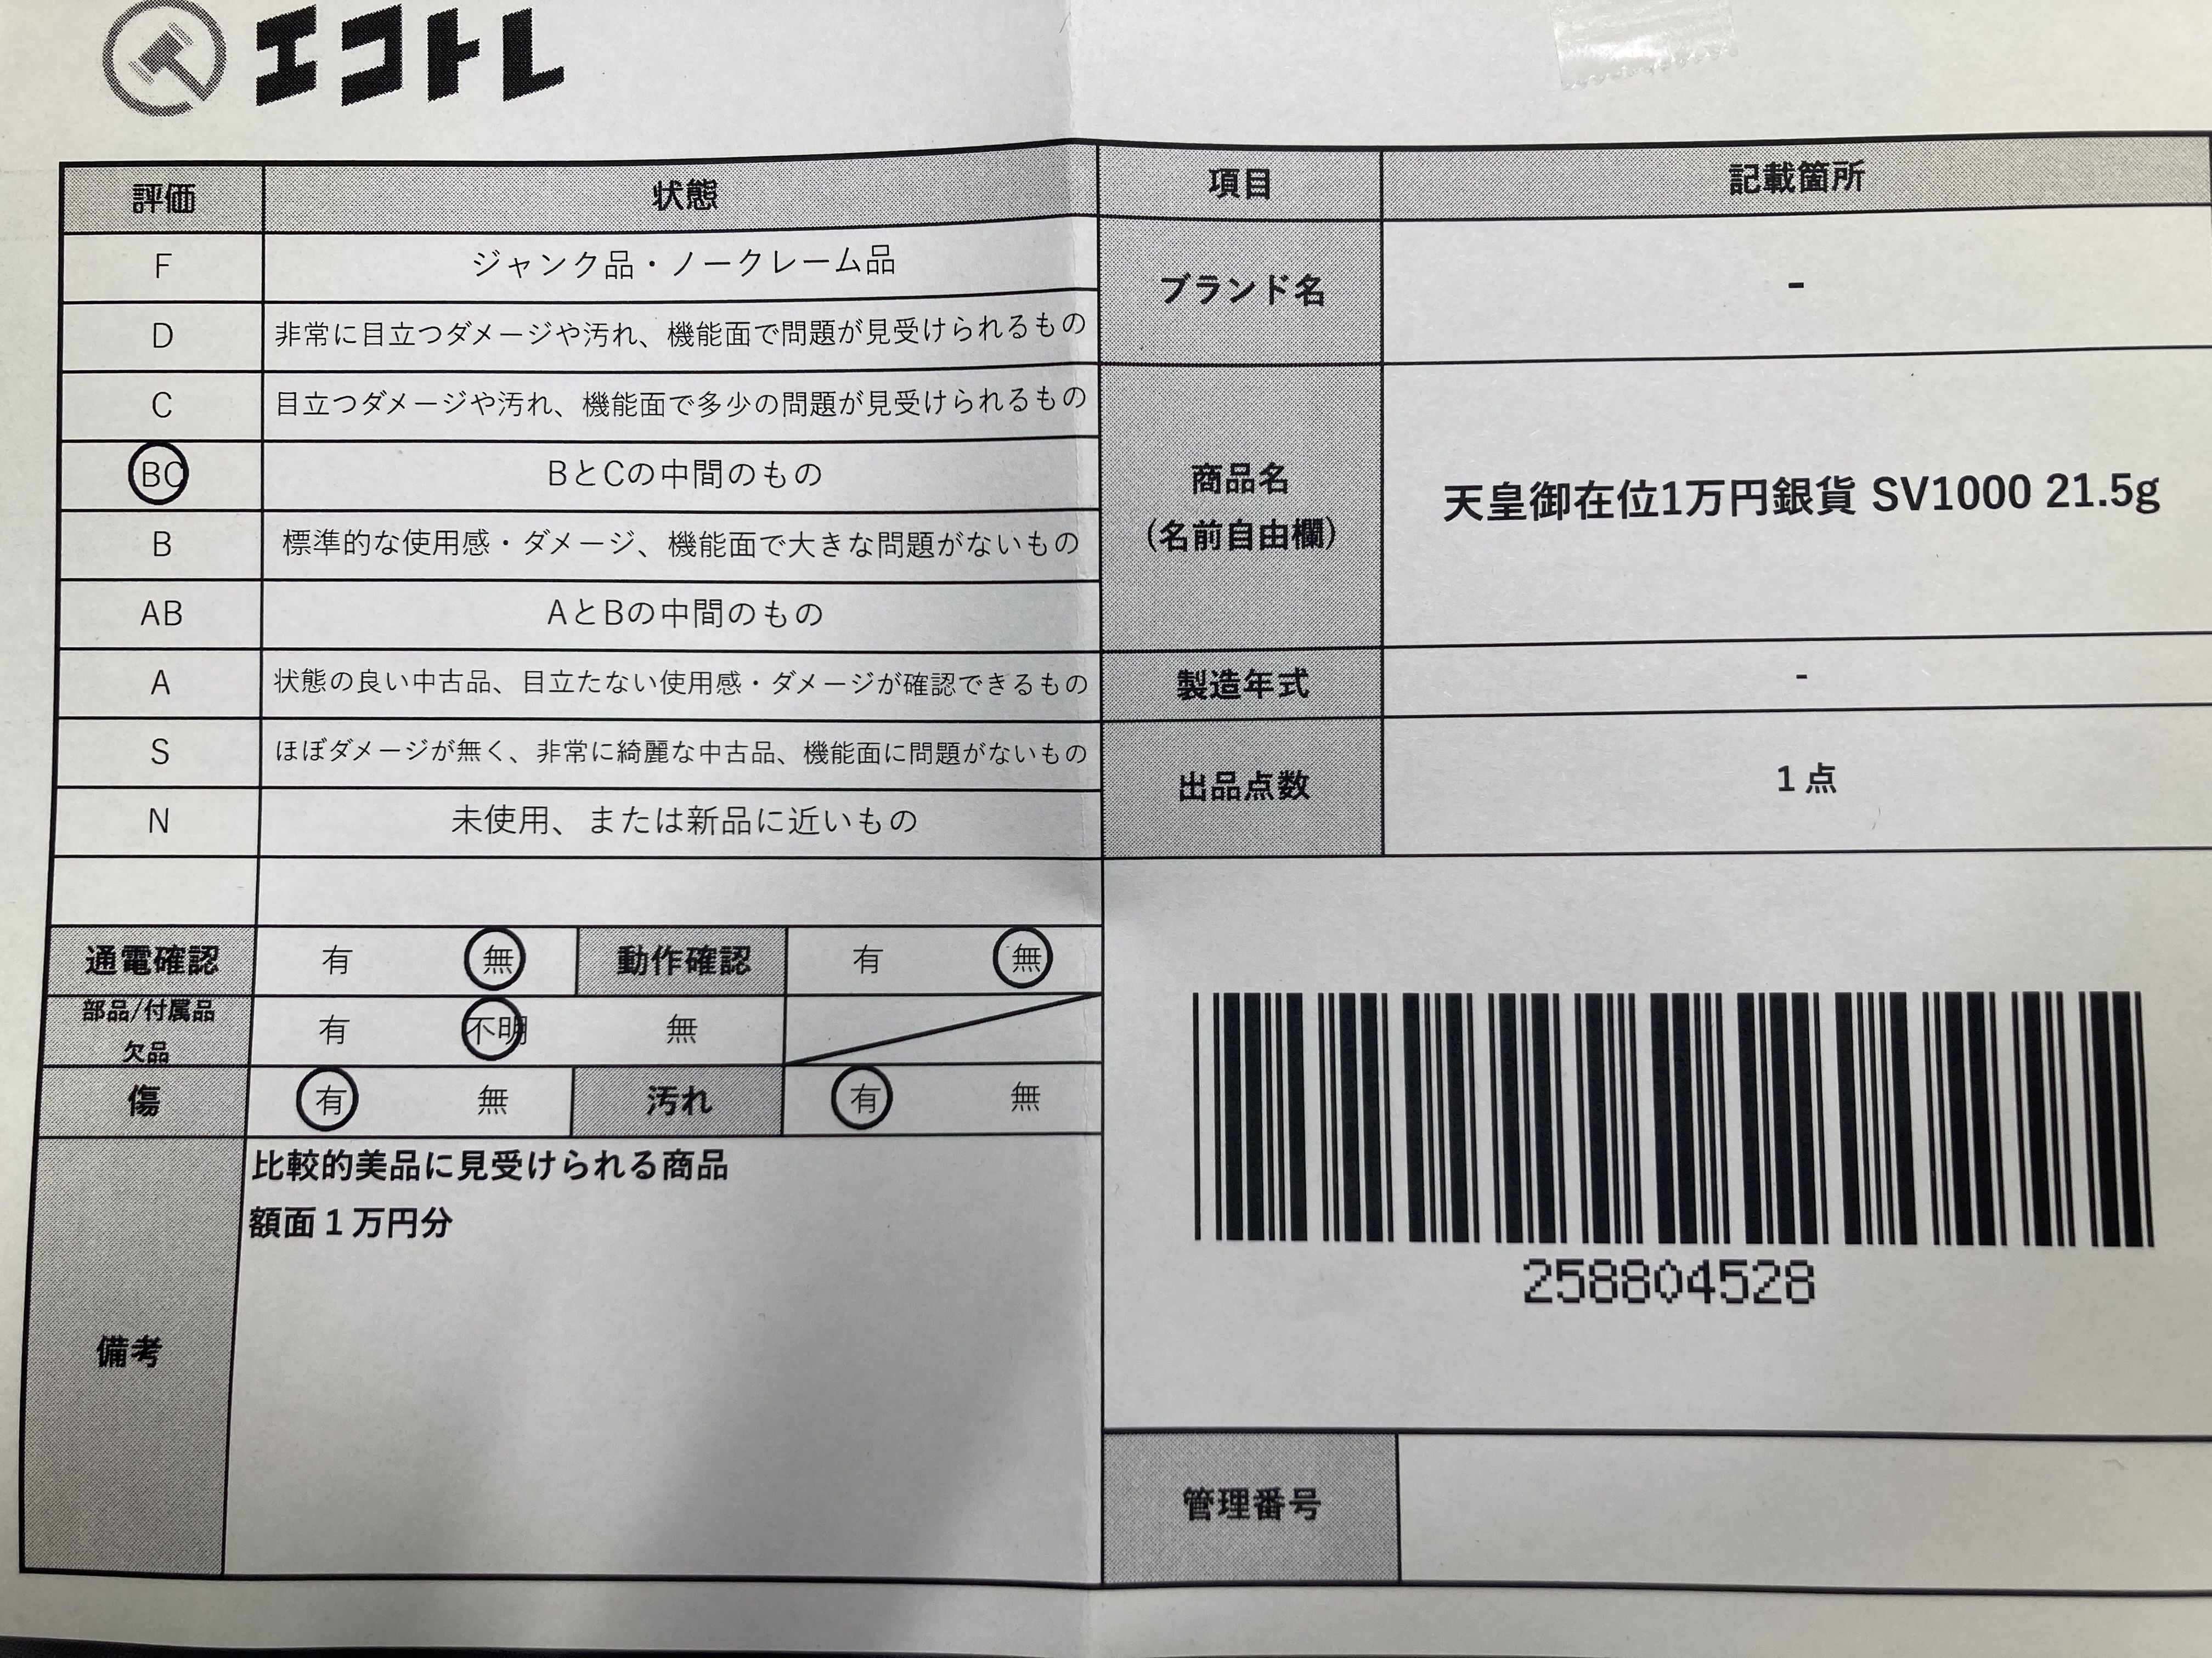 エコトレ
評価 状態
F ジャンク品・ノークレーム品
D 非常に目立つダメージや汚れ、機能面で問題が見受けられるもの
C 目立つダメージや汚れ、機能面で多少の問題が見受けられるもの
BC BとCの中間のもの
B 標準的な使用感・ダメージ、機能面で大きな問題がないもの
AB AとBの中間のもの
A 状態の良い中古品、目立たない使用感・ダメージが確認できるもの
S ほぼダメージが無く、非常に綺麗な中古品、機能面に問題がないもの
N 未使用、または新品に近いもの
通電確認 有 無 動作確認 有 無
部品/付属品
欠品
有 不明 無
傷 有 無 汚れ 有 無
備考
比較的美品に見受けられる商品
額面1万円分
項目 記載箇所
ブランド名 -
商品名
(名前自由欄)
天皇御在位1万円銀貨 SV1000 21.5g
製造年式 -
出品点数 1点
258804528
管理番号